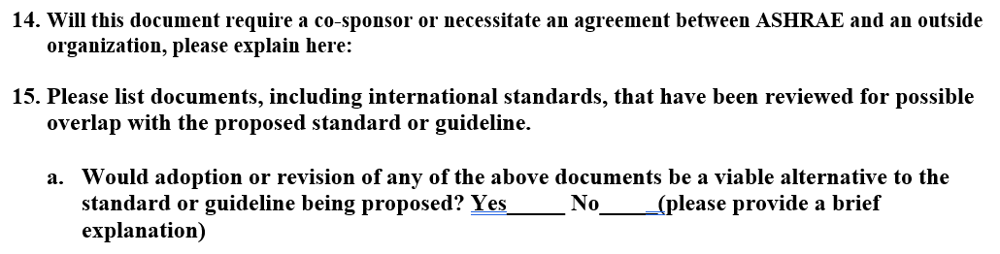 14. Will this document require a co-sponsor or necessitate an agreement between ASHRAE and an outside
organization, please explain here:
15. Please list documents, including international standards, that have been reviewed for possible
overlap with the proposed standard or guideline.
a. Would adoption or revision of any of the above documents be a viable alternative to the
standard or guideline being proposed? Yes_____ No_____(please provide a brief
explanation)